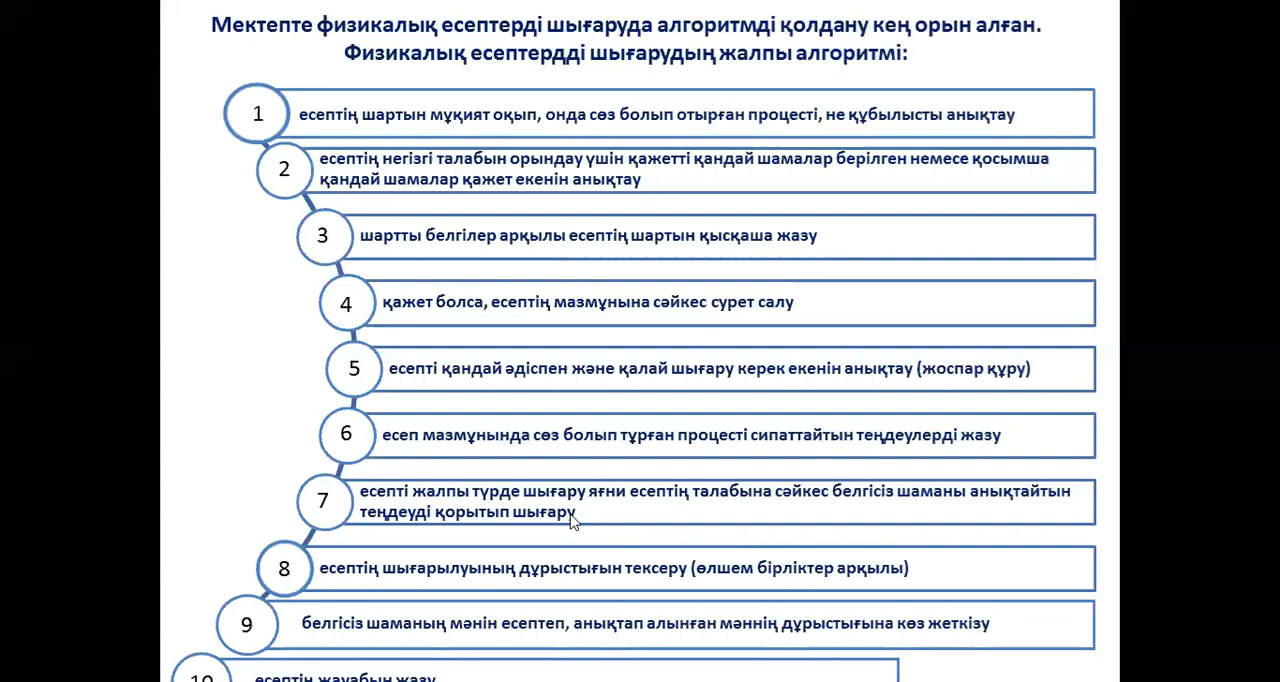 Мектепте физикалық есептерді шығаруда алгоритмді қолдану кең орын алған.
Физикалық есептердді шығарудың жалпы алгоритмі:
1
есептің шартын мұқият оқып, онда сөз болып отырған процесті, не құбылысты анықтау
2
есептің негізгі талабын орындау үшін қажетті қандай шамалар берілген немесе қосымша
қандай шамалар қажет екенін анықтау
3
шартты белгілер арқылы есептің шартын қысқаша жазу
4
қажет болса, есептің мазмұнына сәйкес сурет салу
5
есепті қандай әдіспен және қалай шығару керек екенін анықтау (жоспар құру)
6
есеп мазмұнында сөз болып тұрған процесті сипаттайтын теңдеулерді жазу
7
есепті жалпы түрде шығару яғни есептің талабына сәйкес белгісіз шаманы анықтайтын
теңдеуді қорытып шығару
8
есептің шығарылуының дұрыстығын тексеру (өлшем бірліктер арқылы)
9
белгісіз шаманың мәнін есептеп, анықтап алынған мәннің дұрыстығына көз жеткізу
10
есептің жауабын жазу